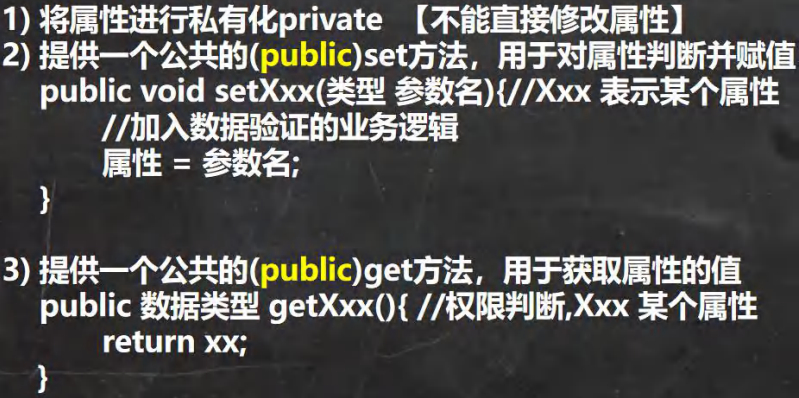 1) 将属性进行私有化private 【不能直接修改属性】
2) 提供一个公共的(public)set方法，用于对属性判断并赋值
public void setXxx(类型 参数名){//Xxx 表示某个属性
//加入数据验证的业务逻辑
属性 = 参数名;
}
3) 提供一个公共的(public)get方法，用于获取属性的值
public 数据类型 getXxx(){ //权限判断,Xxx 某个属性
return xx;
}